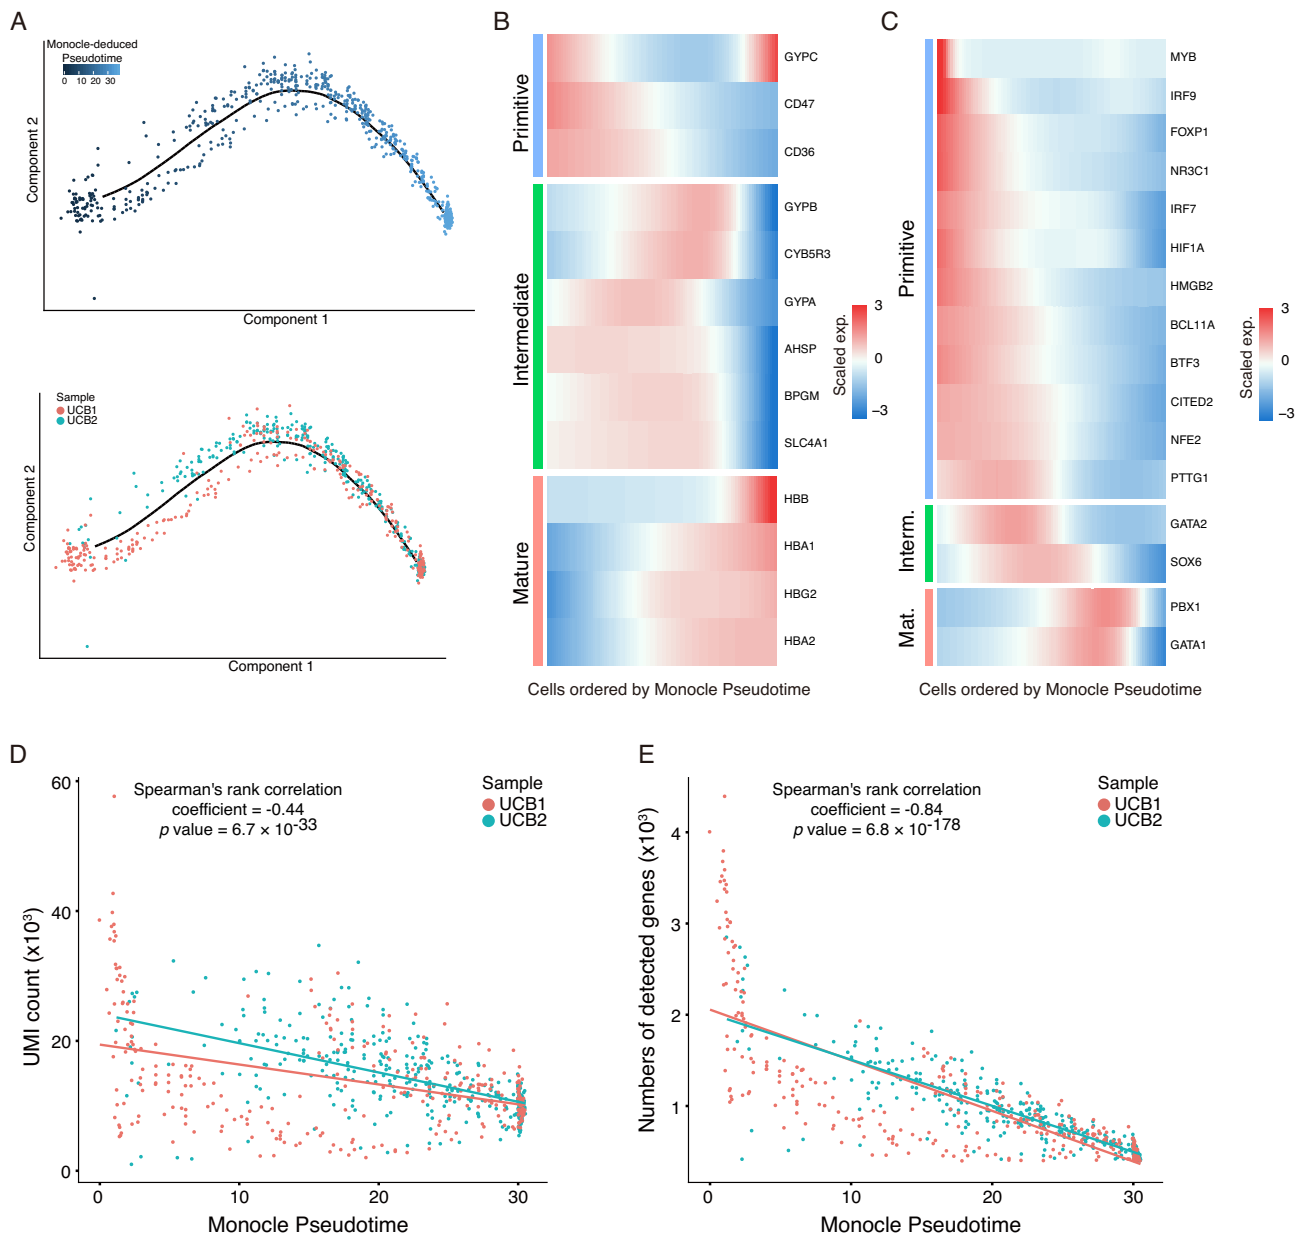 A
Monocle-deduced
Pseudotime
0 10 20 30
Component 2
Component 1
Sample
UCB1
UCB2
Component 2
Component 1
B
Primitive
GYPC
CD47
CD36
Intermediate
GYPB
CYB5R3
GYPA
AHSP
BPGM
SLC4A1
Mature
HBB
HBA1
HBG2
HBA2
Scaled exp.
3
0
−3
Cells ordered by Monocle Pseudotime
C
Primitive
MYB
IRF9
FOXP1
NR3C1
IRF7
HIF1A
HMGB2
BCL11A
BTF3
CITED2
NFE2
PTTG1
Interm.
GATA2
SOX6
Mat.
PBX1
GATA1
Scaled exp.
3
0
−3
Cells ordered by Monocle Pseudotime
D
Spearman's rank correlation
coefficient = -0.44
p value = 6.7 × 10-33
Sample
UCB1
UCB2
UMI count (x10³)
60
40
20
0
0 10 20 30
Monocle Pseudotime
E
Spearman's rank correlation
coefficient = -0.84
p value = 6.8 × 10-178
Sample
UCB1
UCB2
Numbers of detected genes (x10³)
4
3
2
1
0 10 20 30
Monocle Pseudotime